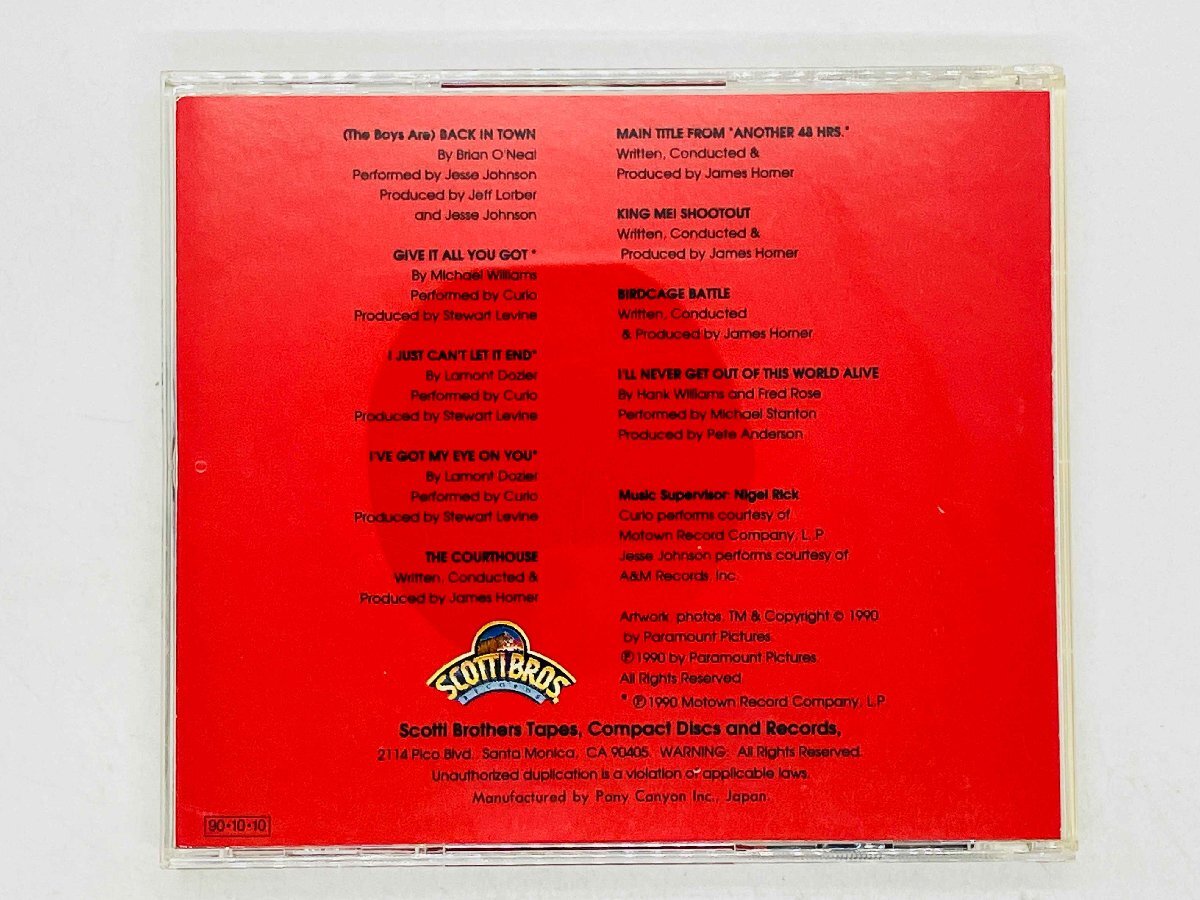 (The Boys Are) BACK IN TOWN
By Brian O'Neal
Performed by Jesse Johnson
Produced by Jeff Lorber
and Jesse Johnson
GIVE IT ALL YOU GOT *
By Michael Williams
Performed by Curio
Produced by Stewart Levine
I JUST CAN'T LET IT END*
By Lamont Dozier
Performed by Curio
Produced by Stewart Levine
I'VE GOT MY EYE ON YOU*
By Lamont Dozier
Performed by Curio
Produced by Stewart Levine
THE COURTHOUSE
Written, Conducted &
Produced by James Horner
MAIN TITLE FROM "ANOTHER 48 HRS."
Written, Conducted &
Produced by James Horner
KING MEI SHOOTOUT
Written, Conducted &
Produced by James Horner
BIRDCAGE BATTLE
Written, Conducted
& Produced by James Horner
I'LL NEVER GET OUT OF THIS WORLD ALIVE
By Hank Williams and Fred Rose
Performed by Michael Stanton
Produced by Pete Anderson
Music Supervisor: Nigel Rick
Curio performs courtesy of
Motown Record Company, L.P.
Jesse Johnson performs courtesy of
A&M Records, Inc.
Artwork, photos, TM & Copyright © 1990
by Paramount Pictures.
℗1990 by Paramount Pictures.
All Rights Reserved.
* ℗1990 Motown Record Company, L.P.
SCOTTI BROS.
RECORDS
Scotti Brothers Tapes, Compact Discs and Records,
2114 Pico Blvd., Santa Monica, CA 90405. WARNING: All Rights Reserved.
Unauthorized duplication is a violation of applicable laws.
Manufactured by Pony Canyon Inc., Japan.
90·10·10